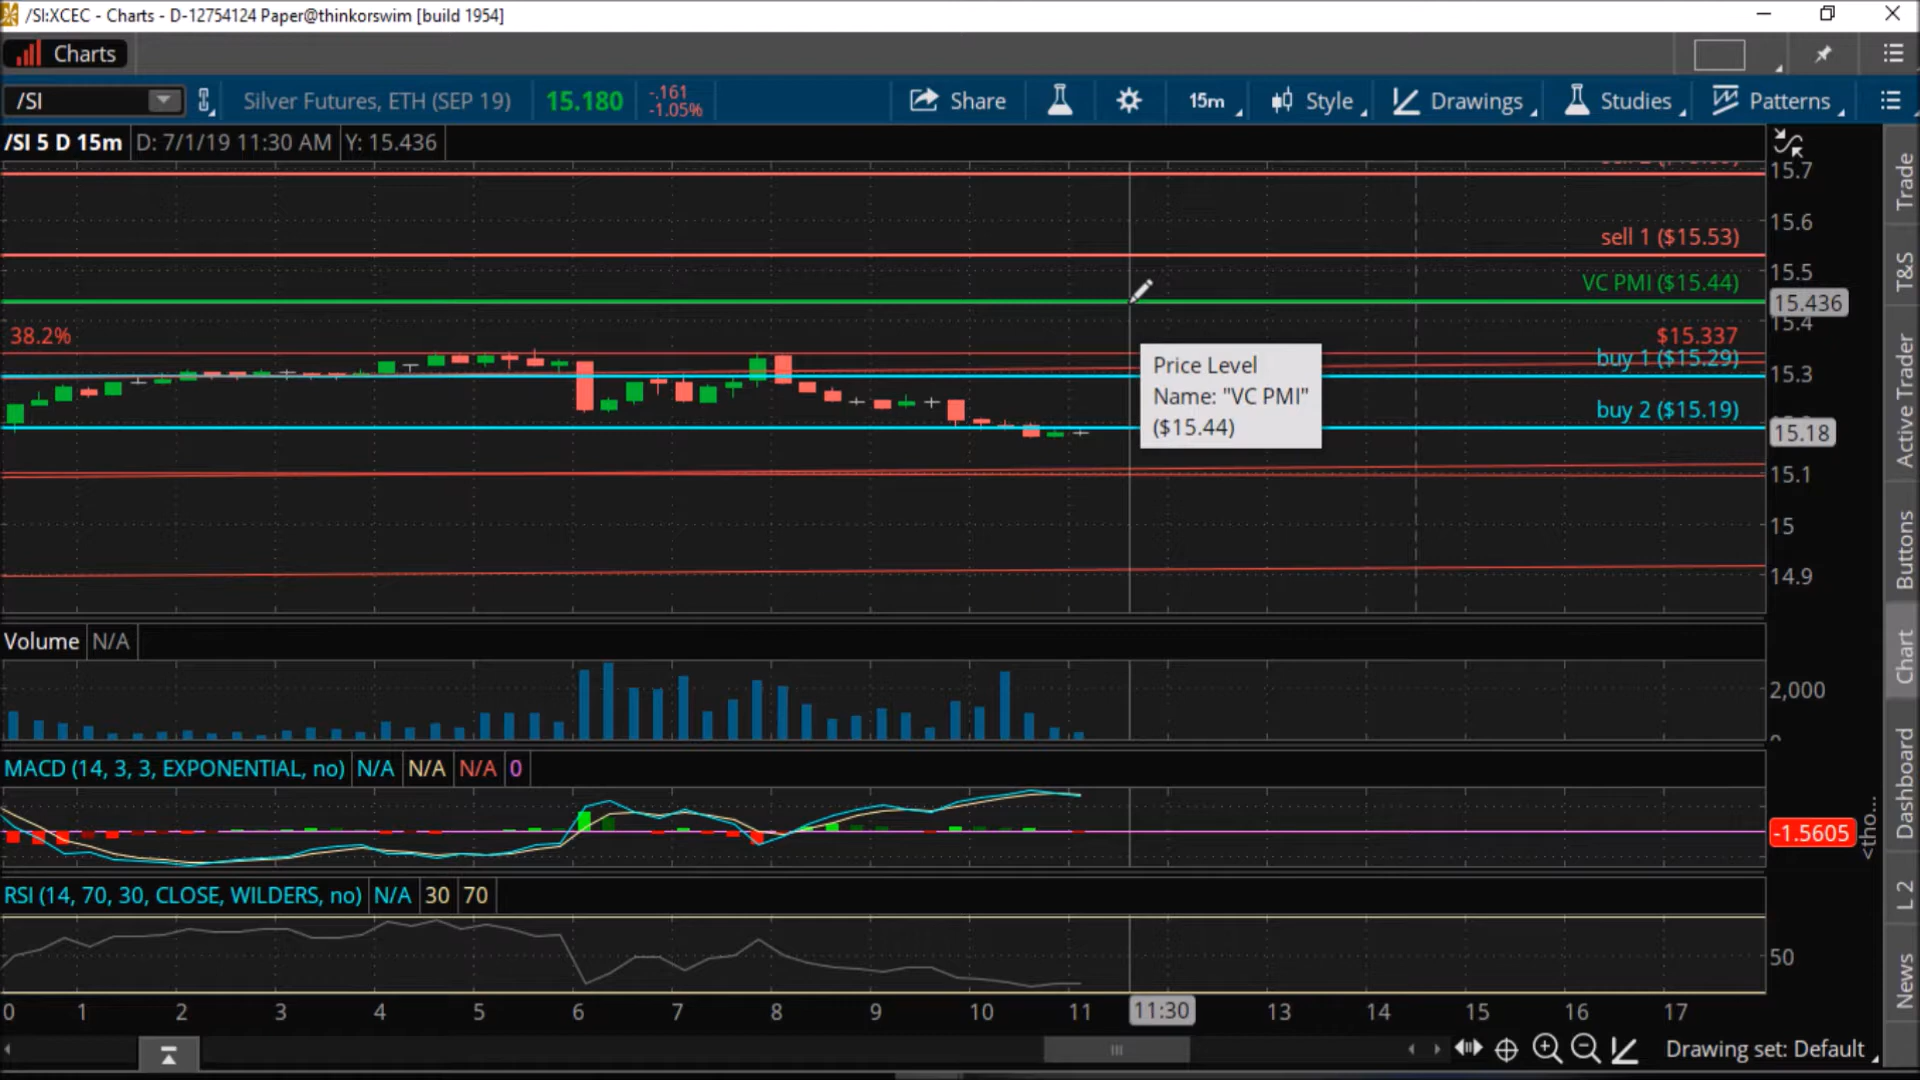 /SI:XCEC - Charts - D-12754124 Paper@thinkorswim [build 1954]
Charts
/SI
Silver Futures, ETH (SEP 19)
15.180
-.161
-1.05%
Share
15m
Style
Drawings
Studies
Patterns
/SI 5 D 15m
D: 7/1/19 11:30 AM
Y: 15.436
15.7
15.6
sell 1 ($15.53)
15.5
VC PMI ($15.44)
15.436
15.4
38.2%
$15.337
buy 1 ($15.29)
15.3
Price Level
Name: "VC PMI"
($15.44)
buy 2 ($15.19)
15.18
15.1
15
14.9
Volume N/A
2,000
0
MACD (14, 3, 3, EXPONENTIAL, no) N/A N/A N/A 0
-1.5605
<tho...
RSI (14, 70, 30, CLOSE, WILDERS, no) N/A 30 70
50
0 1 2 3 4 5 6 7 8 9 10 11 11:30 13 14 15 16 17
Drawing set: Default
Trade
T&S
Active Trader
Buttons
Chart
Dashboard
L 2
News